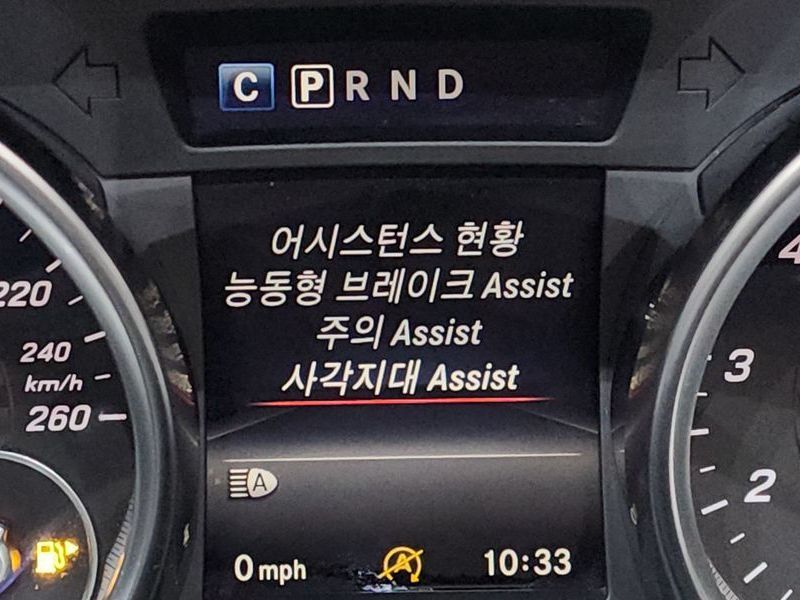 C P R N D
어시스턴스 현황
능동형 브레이크 Assist
주의 Assist
사각지대 Assist
220
240
km/h
260
4
3
2
A
0 mph
A
10:33